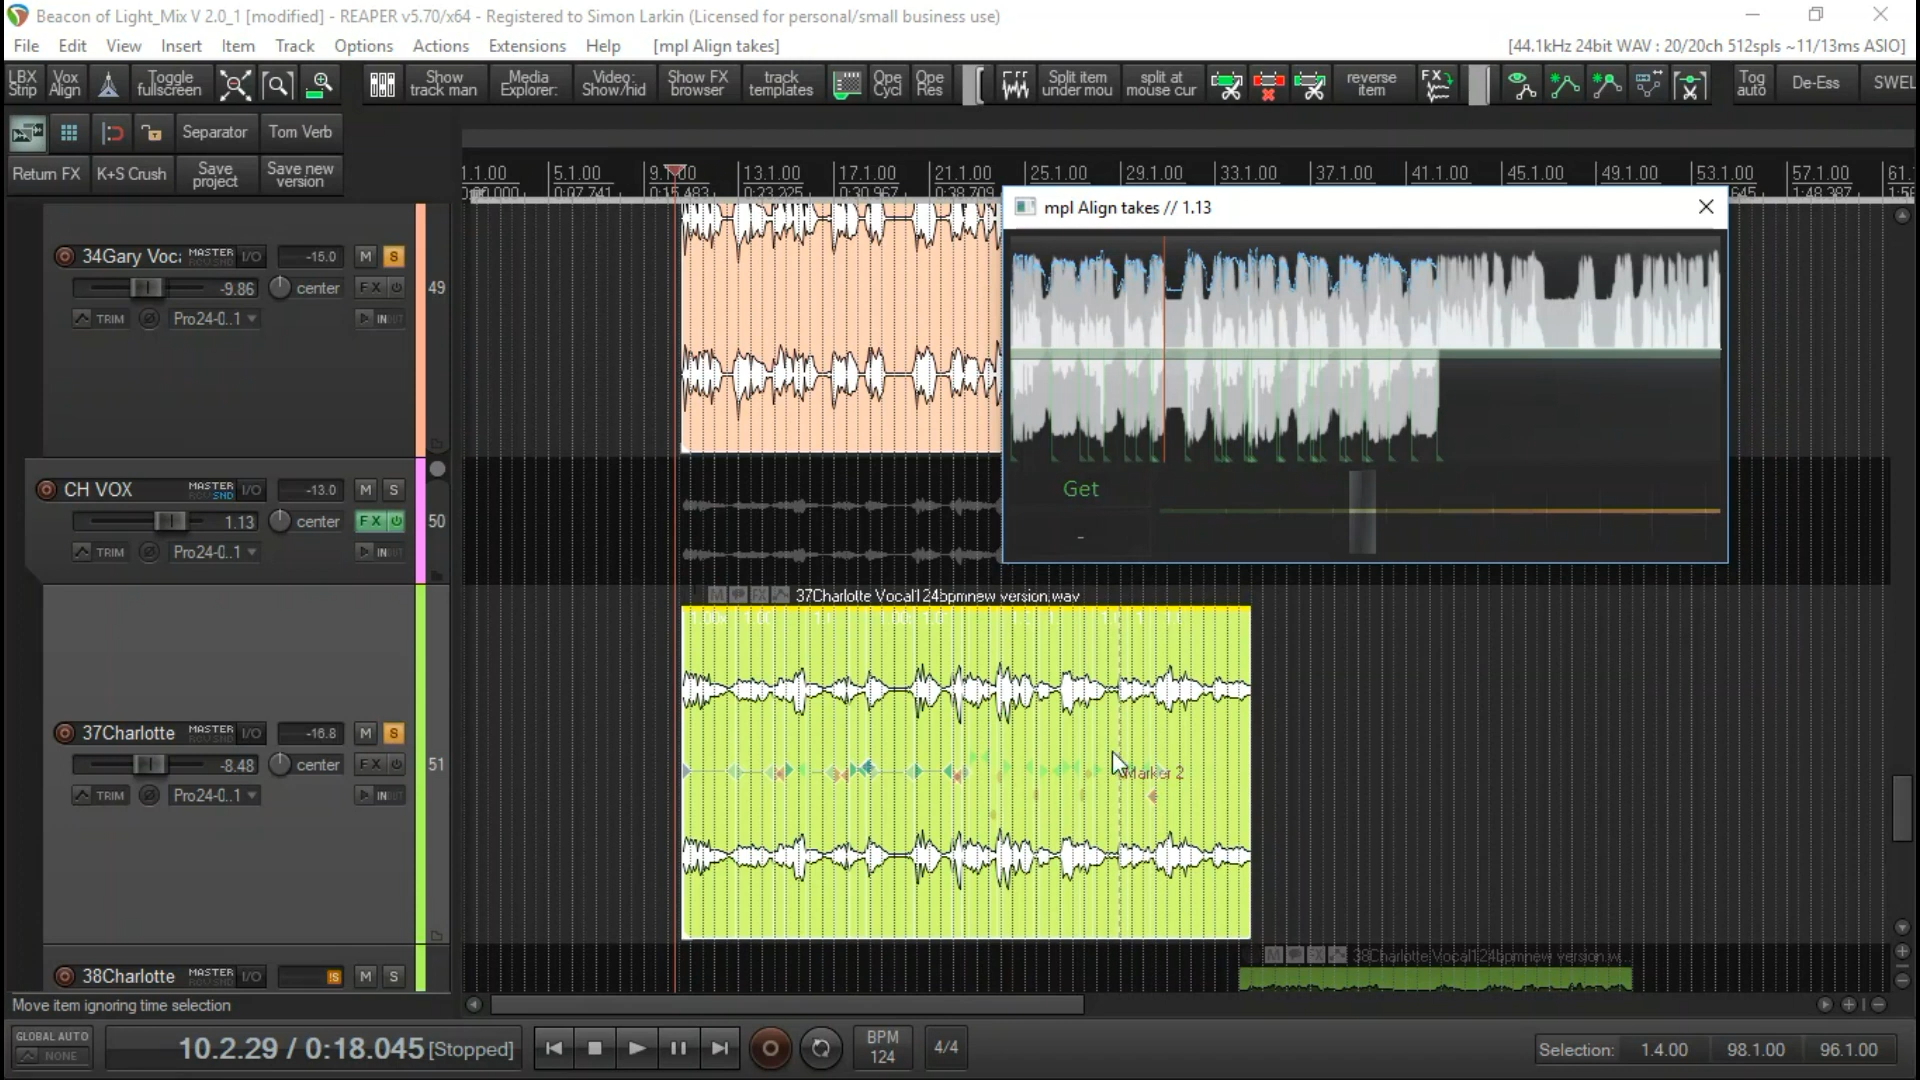 Beacon of Light_Mix V 2.0_1 [modified] - REAPER v5.70/x64 - Registered to Simon Larkin (Licensed for personal/small business use)
File Edit View Insert Item Track Options Actions Extensions Help [mpl Align takes] [44.1kHz 24bit WAV : 20/20ch 512spls ~11/13ms ASIO]
LBX Strip Vox Align Toggle fullscreen Show track man Media Explorer: Video: Show/hid Show FX browser track templates Ope Cycl Ope Res Split item under mou split at mouse cur reverse item FX Tog auto De-Ess SWEL
Separator Tom Verb
Return FX K+S Crush Save project Save new version
1.1.00 5.1.00 13.1.00 17.1.00 21.1.00 25.1.00 29.1.00 33.1.00 37.1.00 41.1.00 45.1.00 49.1.00 53.1.00 57.1.00 61.
0:07.741 0:15.483 0:23.225 0:30.967 0:38.709 1:48.387
mpl Align takes // 1.13
34Gary Voc MASTER RCV SND I/O -15.0 M S
-9.86 center FX 49
TRIM Pro24-0..1 IN
Get
-
CH VOX MASTER RCV SND I/O -13.0 M S
1.13 center FX 50
TRIM Pro24-0..1 IN
M FX 37Charlotte Vocal124bpmnew version.wav
37Charlotte MASTER RCV SND I/O -16.8 M S
-8.48 center FX 51
Marker 2
TRIM Pro24-0..1 IN
M FX 38Charlotte Vocal124bpmnew version.w...
38Charlotte MASTER I/O S M S
Move item ignoring time selection
GLOBAL AUTO
NONE
10.2.29 / 0:18.045 [Stopped]
BPM
124
4/4
Selection: 1.4.00 98.1.00 96.1.00